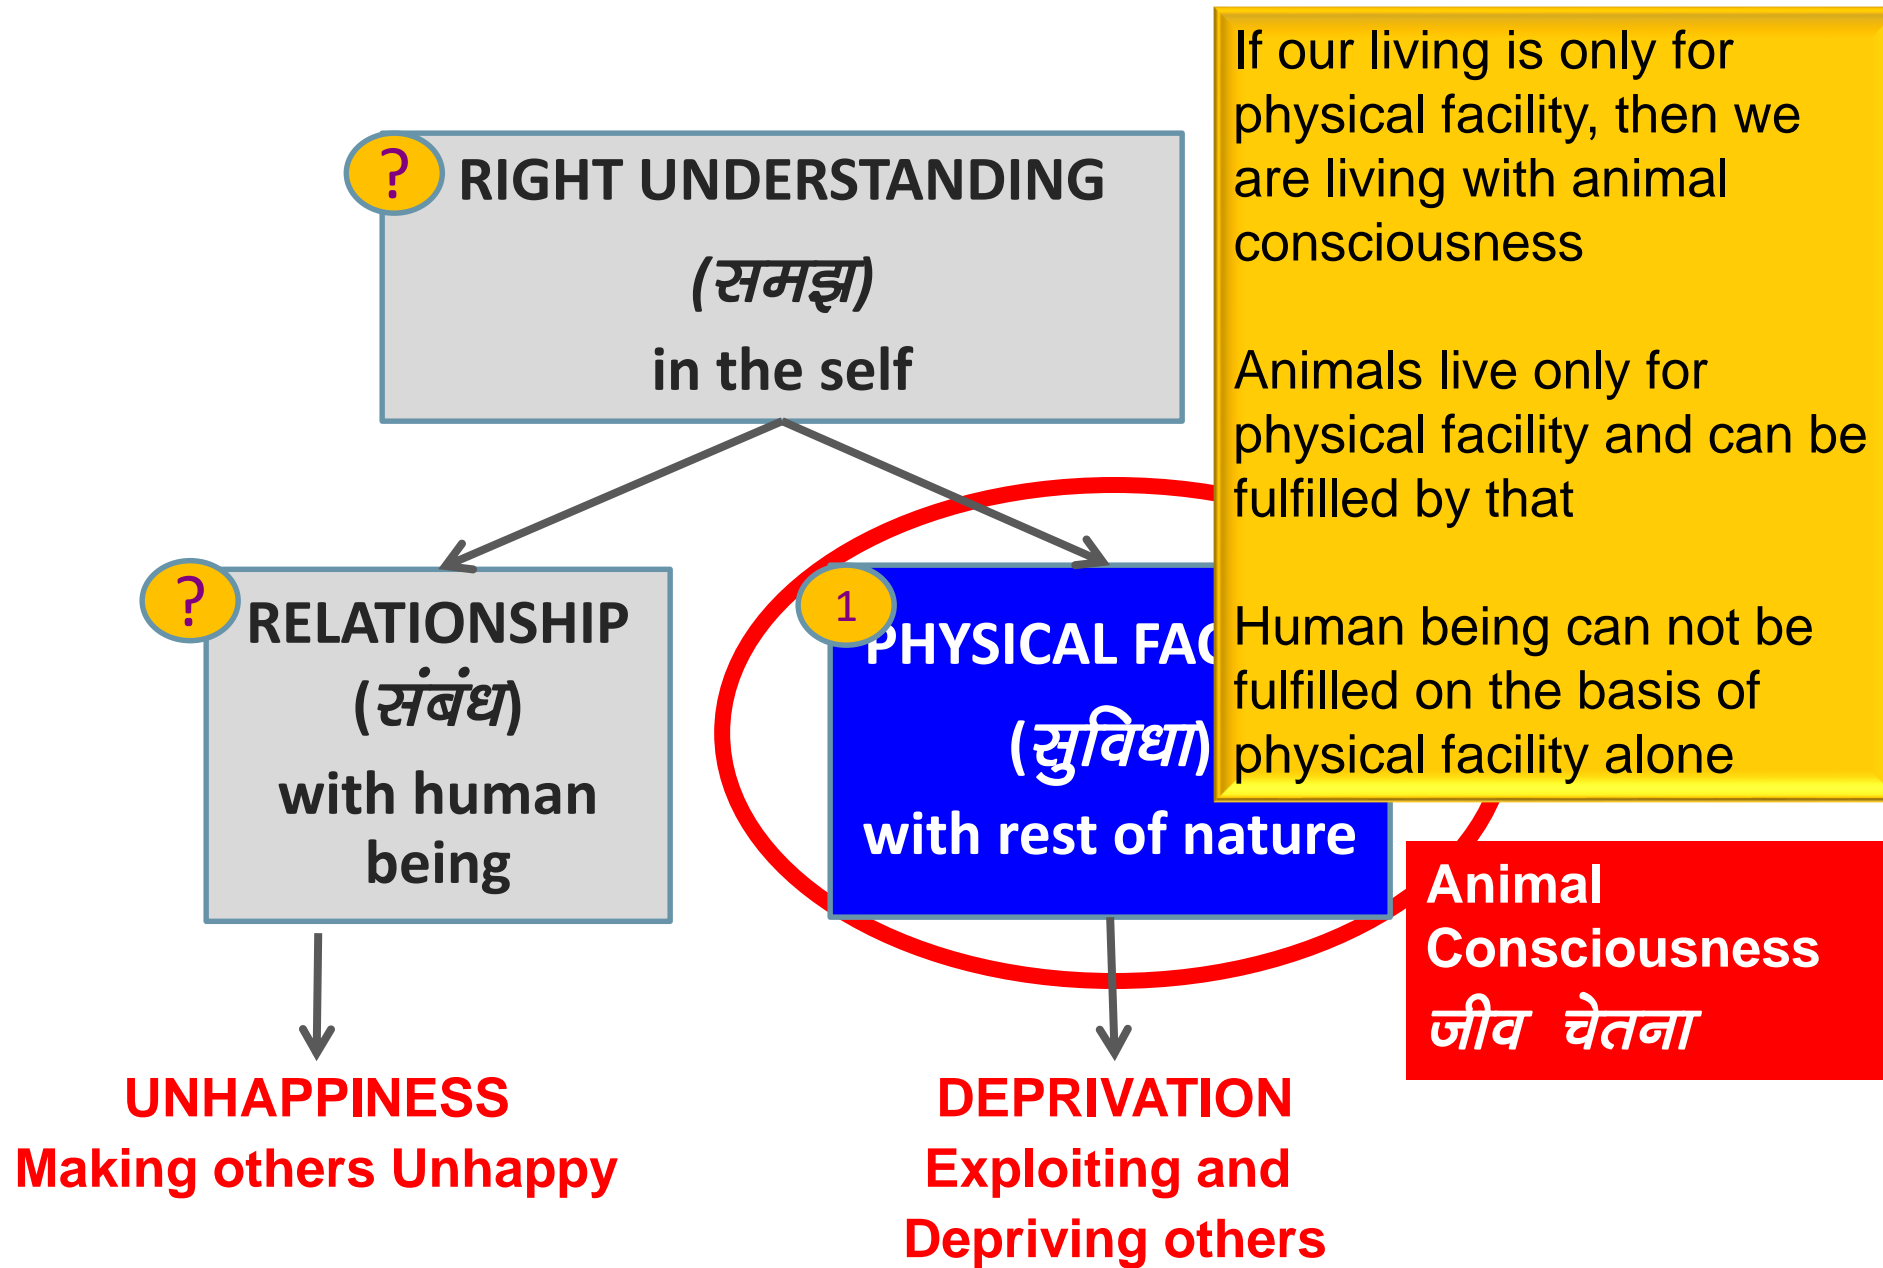 ?
RIGHT UNDERSTANDING
(समझ)
in the self
If our living is only for
physical facility, then we
are living with animal
consciousness
Animals live only for
physical facility and can be
fulfilled by that
Human being can not be
fulfilled on the basis of
physical facility alone
?
RELATIONSHIP
(संबंध)
with human
being
1
PHYSICAL
(सुविधा)
with rest of nature
Animal
Consciousness
जीव चेतना
UNHAPPINESS
Making others Unhappy
DEPRIVATION
Exploiting and
Depriving others